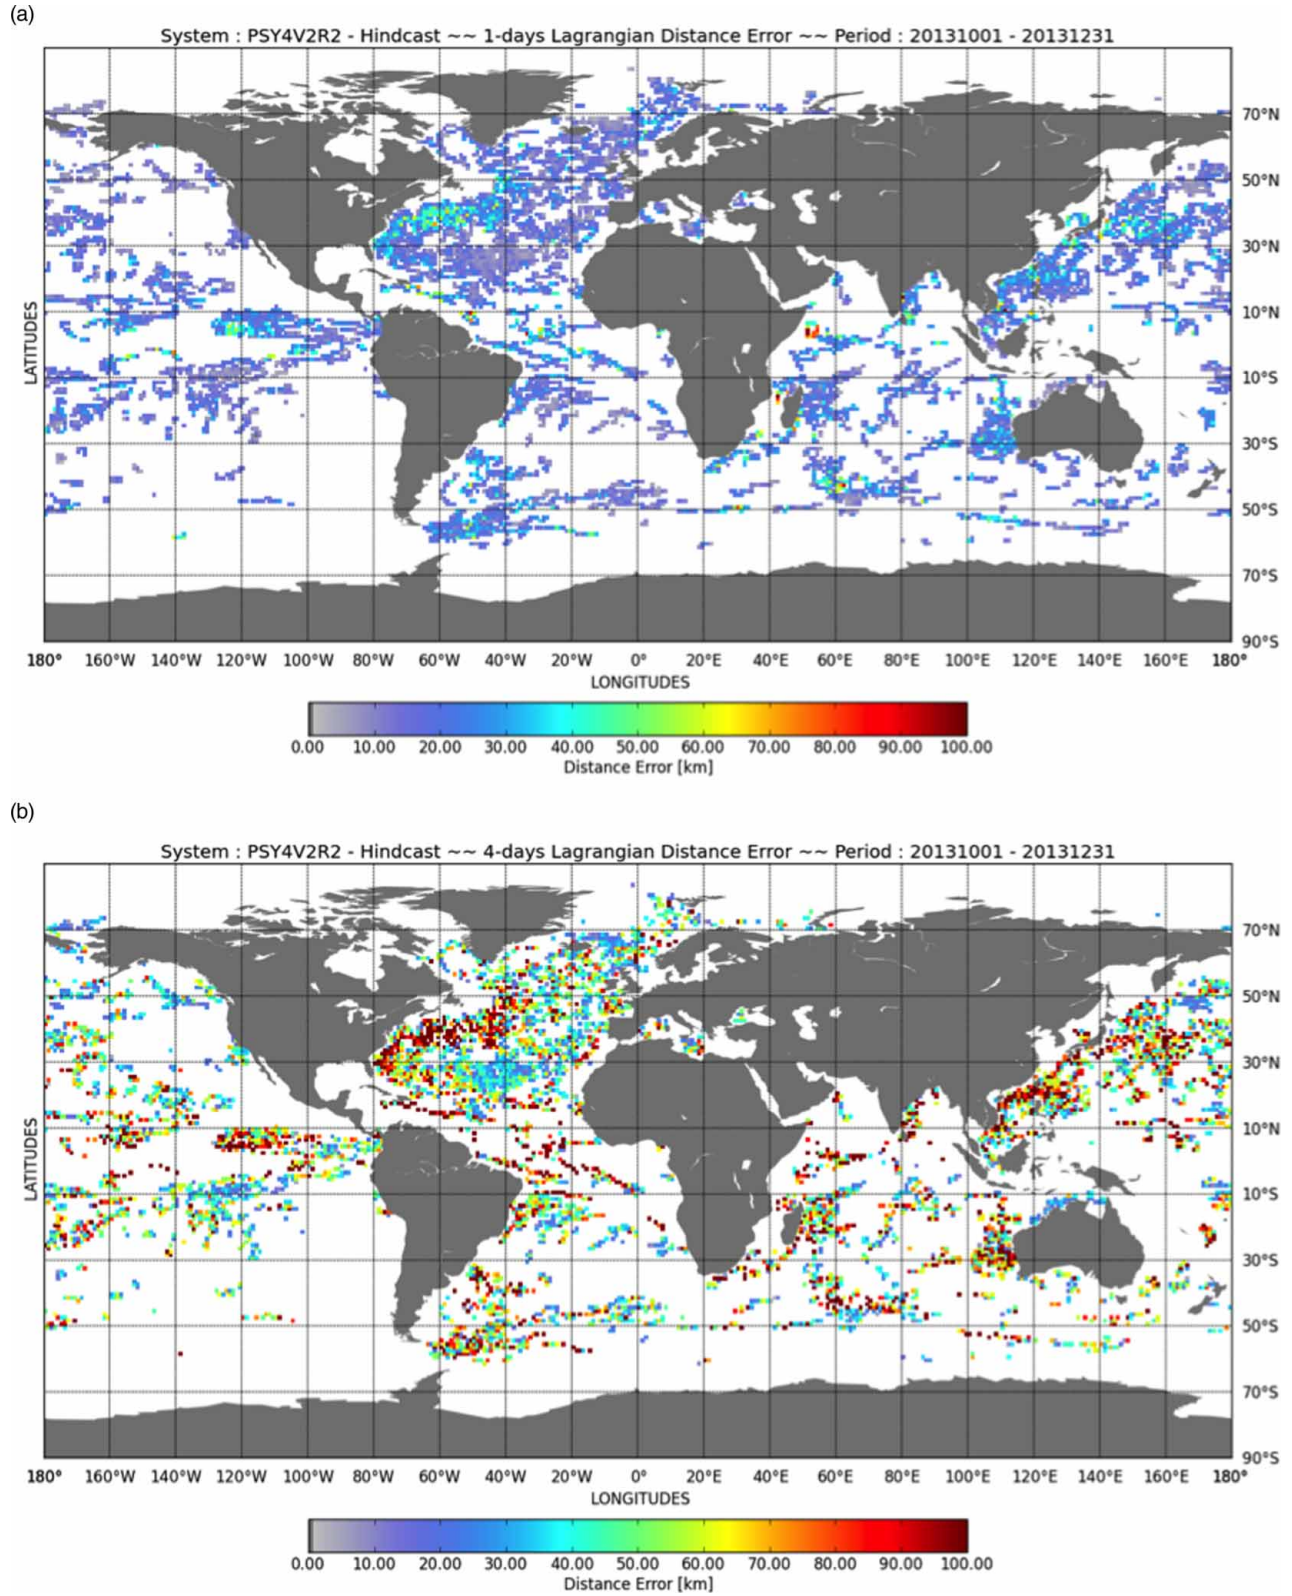 (a)
System : PSY4V2R2 - Hindcast ~~ 1-days Lagrangian Distance Error ~~ Period : 20131001 - 20131231
70°N
50°N
30°N
10°N
10°S
30°S
50°S
70°S
90°S
LATITUDES
180° 160°W 140°W 120°W 100°W 80°W 60°W 40°W 20°W 0° 20°E 40°E 60°E 80°E 100°E 120°E 140°E 160°E 180°
LONGITUDES
0.00 10.00 20.00 30.00 40.00 50.00 60.00 70.00 80.00 90.00 100.00
Distance Error [km]
(b)
System : PSY4V2R2 - Hindcast ~~ 4-days Lagrangian Distance Error ~~ Period : 20131001 - 20131231
70°N
50°N
30°N
10°N
10°S
30°S
50°S
70°S
90°S
LATITUDES
180° 160°W 140°W 120°W 100°W 80°W 60°W 40°W 20°W 0° 20°E 40°E 60°E 80°E 100°E 120°E 140°E 160°E 180°
LONGITUDES
0.00 10.00 20.00 30.00 40.00 50.00 60.00 70.00 80.00 90.00 100.00
Distance Error [km]